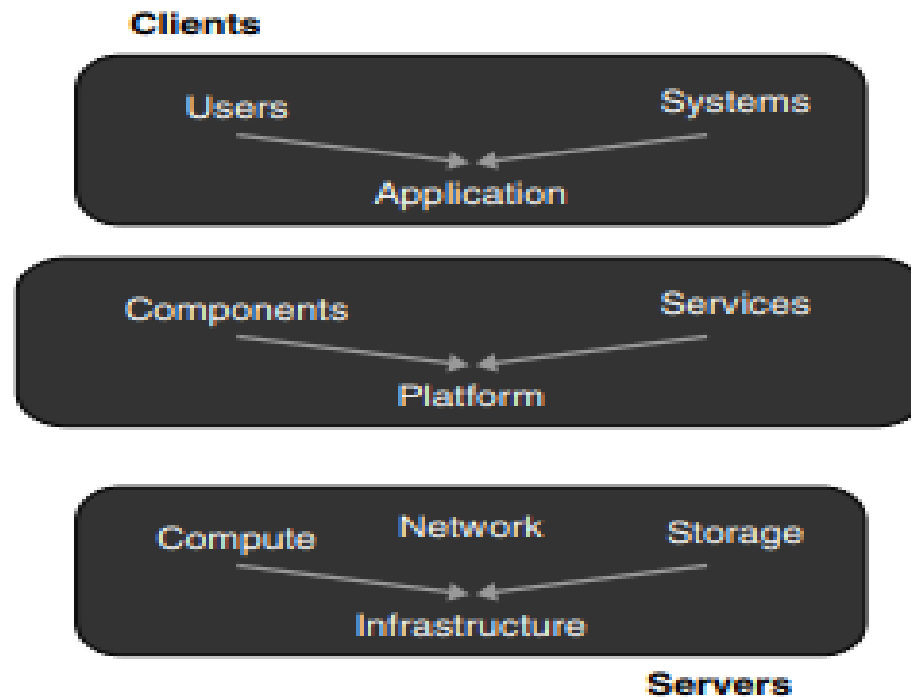 Clients
Users Systems
Application
Components Services
Platform
Compute Network Storage
Infrastructure
Servers